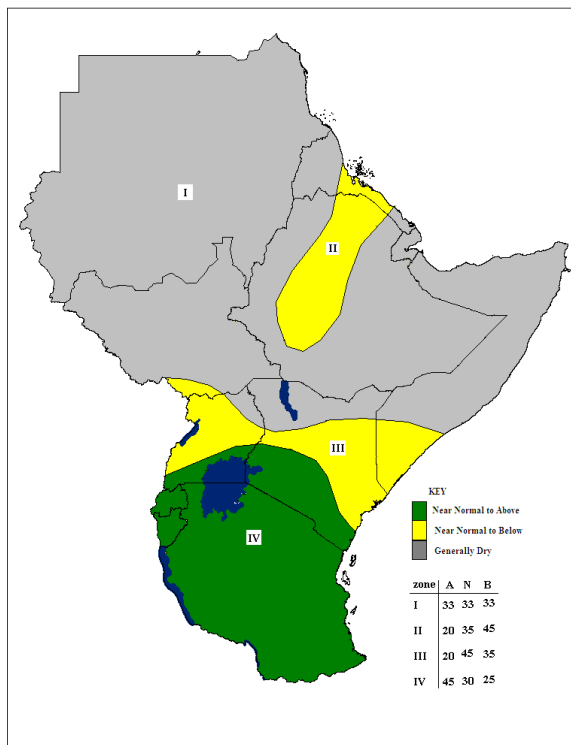 I
II
III
IV
KEY
Near Normal to Above
Near Normal to Below
Generally Dry
zone A N B
I 33 33 33
II 20 35 45
III 20 45 35
IV 45 30 25